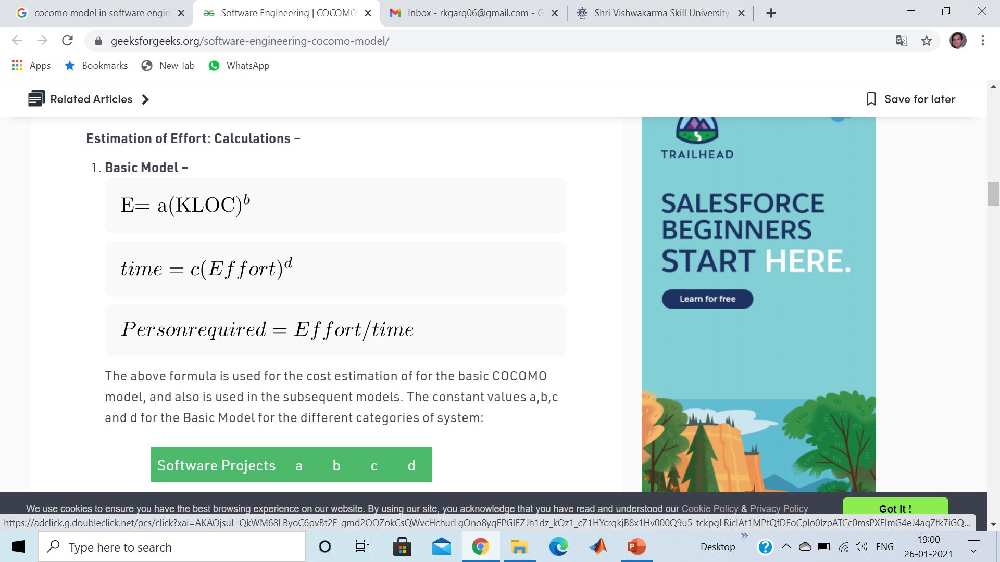 cocomo model in software engin
Software Engineering | COCOMO
Inbox - rkgarg06@gmail.com - G
Shri Vishwakarma Skill University
geeksforgeeks.org/software-engineering-cocomo-model/
Apps
Bookmarks
New Tab
WhatsApp
Related Articles
Save for later
Estimation of Effort: Calculations –
1. Basic Model –
E= a(KLOC)^b
time = c(Effort)^d
Personrequired = Effort/time
The above formula is used for the cost estimation of for the basic COCOMO
model, and also is used in the subsequent models. The constant values a,b,c
and d for the Basic Model for the different categories of system:
Software Projects a b c d
TRAILHEAD
SALESFORCE
BEGINNERS
START HERE.
Learn for free
We use cookies to ensure you have the best browsing experience on our website. By using our site, you acknowledge that you have read and understood our Cookie Policy & Privacy Policy
Got It !
https://adclick.g.doubleclick.net/pcs/click?xai=AKAOjsuL-QkWM68LByoC6pvBt2E-gmd2OOZokCsQWvcHchurLgOno8yqFPGIFZJh1dz_kOz1_cZ1HYcrgkjB8x1Hv000Q9u5-tckpgLRicIAt1MPtQfDFoCplo0lzpATCc0msPXEImG4eJ4aqZfk7iGQ...
Type here to search
Desktop
ENG
19:00
26-01-2021